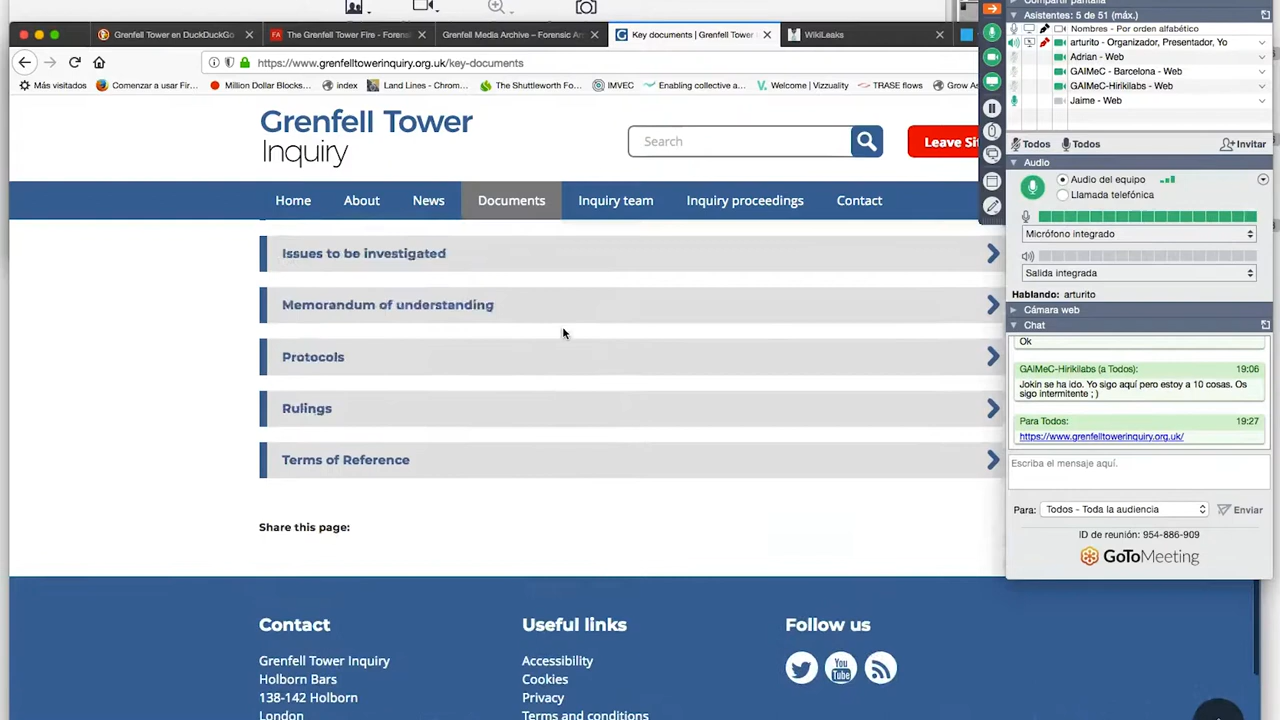 Compartir pantalla
Asistentes: 5 de 51 (máx.)
Nombres - Por orden alfabético
arturito - Organizador, Presentador, Yo
Adrian - Web
GAIMeC - Barcelona - Web
GAIMeC-Hirikilabs - Web
Jaime - Web
Todos
Todos
Invitar
Audio
Audio del equipo
Llamada telefónica
Micrófono integrado
Salida integrada
Hablando: arturito
Cámara web
Chat
Ok
GAIMeC-Hirikilabs (a Todos): 19:06
Jokin se ha ido. Yo sigo aquí pero estoy a 10 cosas. Os
sigo intermitente ; )
Para Todos: 19:27
https://www.grenfelltowerinquiry.org.uk/
Escriba el mensaje aquí.
Para: Todos - Toda la audiencia
Enviar
ID de reunión: 954-886-909
GoToMeeting
Grenfell Tower en DuckDuckGo
The Grenfell Tower Fire - Forensi
Grenfell Media Archive – Forensic Ar
Key documents | Grenfell Tower
WikiLeaks
https://www.grenfelltowerinquiry.org.uk/key-documents
Más visitados
Comenzar a usar Fir...
Million Dollar Blocks...
index
Land Lines - Chrom...
The Shuttleworth Fo...
IMVEC
Enabling collective a...
Welcome | Vizzuality
TRASE flows
Grow As
Grenfell Tower
Inquiry
Search
Leave Sit
Home
About
News
Documents
Inquiry team
Inquiry proceedings
Contact
Issues to be investigated
Memorandum of understanding
Protocols
Rulings
Terms of Reference
Share this page:
Contact
Grenfell Tower Inquiry
Holborn Bars
138-142 Holborn
London
Useful links
Accessibility
Cookies
Privacy
Terms and conditions
Follow us
You
Tube